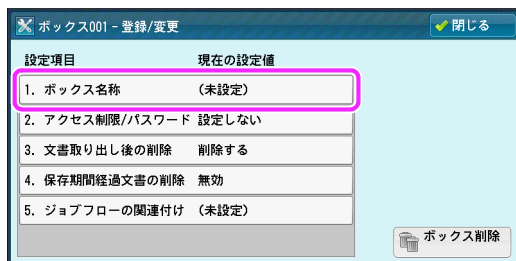 ボックス001 - 登録/変更
閉じる
設定項目 現在の設定値
1. ボックス名称 (未設定)
2. アクセス制限/パスワード 設定しない
3. 文書取り出し後の削除 削除する
4. 保存期間経過文書の削除 無効
5. ジョブフローの関連付け (未設定)
ボックス削除